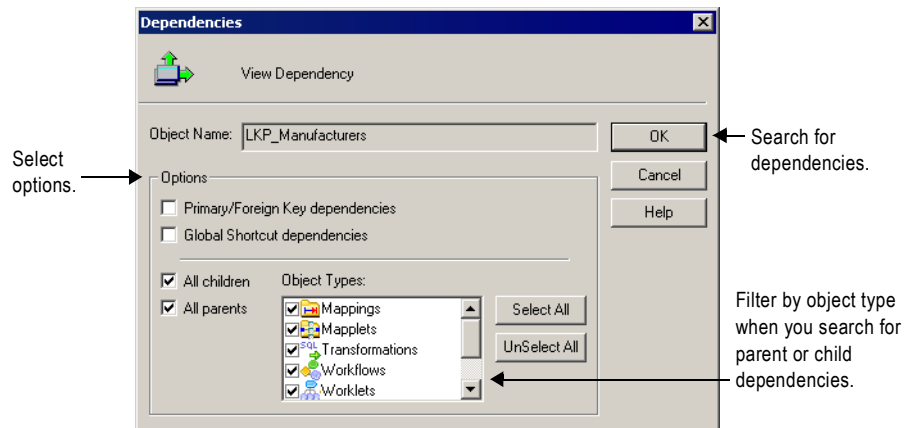 Dependencies
View Dependency
Object Name: LKP_Manufacturers
OK
Search for
dependencies.
Select
options.
Options
Cancel
Primary/Foreign Key dependencies
Help
Global Shortcut dependencies
All children
Object Types:
All parents
Mappings
Select All
Mapplets
SQL Transformations
UnSelect All
Workflows
Worklets
Filter by object type
when you search for
parent or child
dependencies.